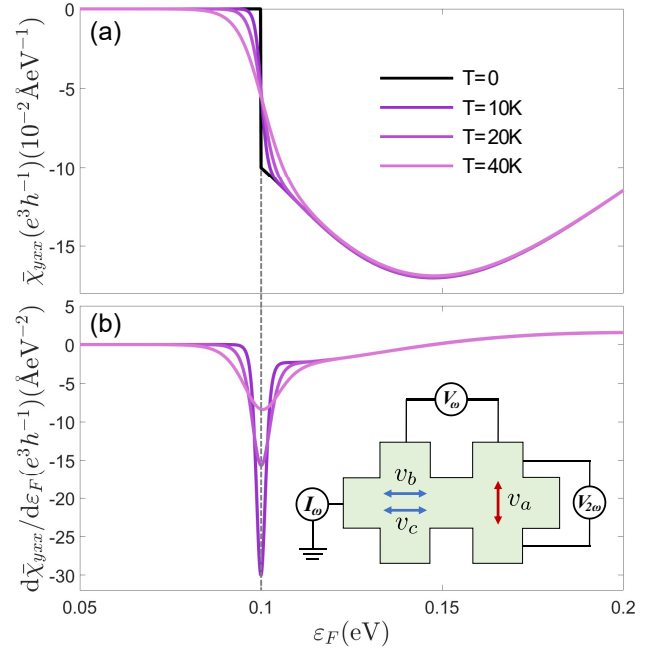 (a)
χ̄yxx(e³h⁻¹)(10⁻²ÅeV⁻¹)
0
-5
-10
-15
T=0
T=10K
T=20K
T=40K
(b)
dχ̄yxx/dεF(e³h⁻¹)(ÅeV⁻²)
5
0
-5
-10
-15
-20
-25
-30
Vω
Iω
vb
vc
va
V2ω
0.05
0.1
0.15
0.2
εF(eV)